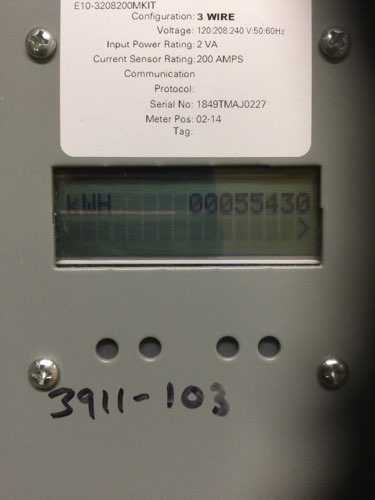 E10-3208200MKIT
Configuration: 3 WIRE
Voltage: 120:208:240 V:50/60Hz
Input Power Rating: 2 VA
Current Sensor Rating: 200 AMPS
Communication
Protocol:
Serial No: 1849TMAJ0227
Meter Pos: 02-14
Tag:
kWH 00055430
>
3911-103